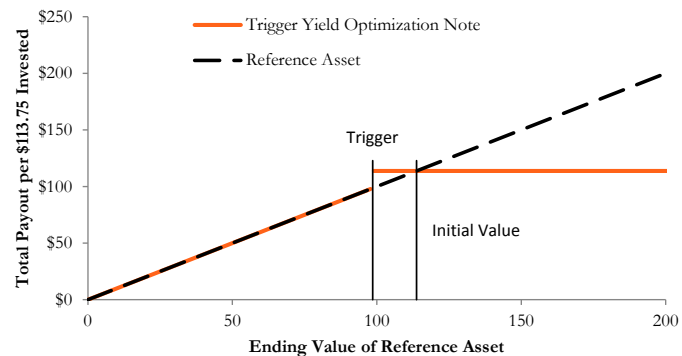 $250
Trigger Yield Optimization Note
Reference Asset
$200
$150
Trigger
$100
Initial Value
$50
$0
0
50
100
150
200
Total Payout per $113.75 Invested
Ending Value of Reference Asset